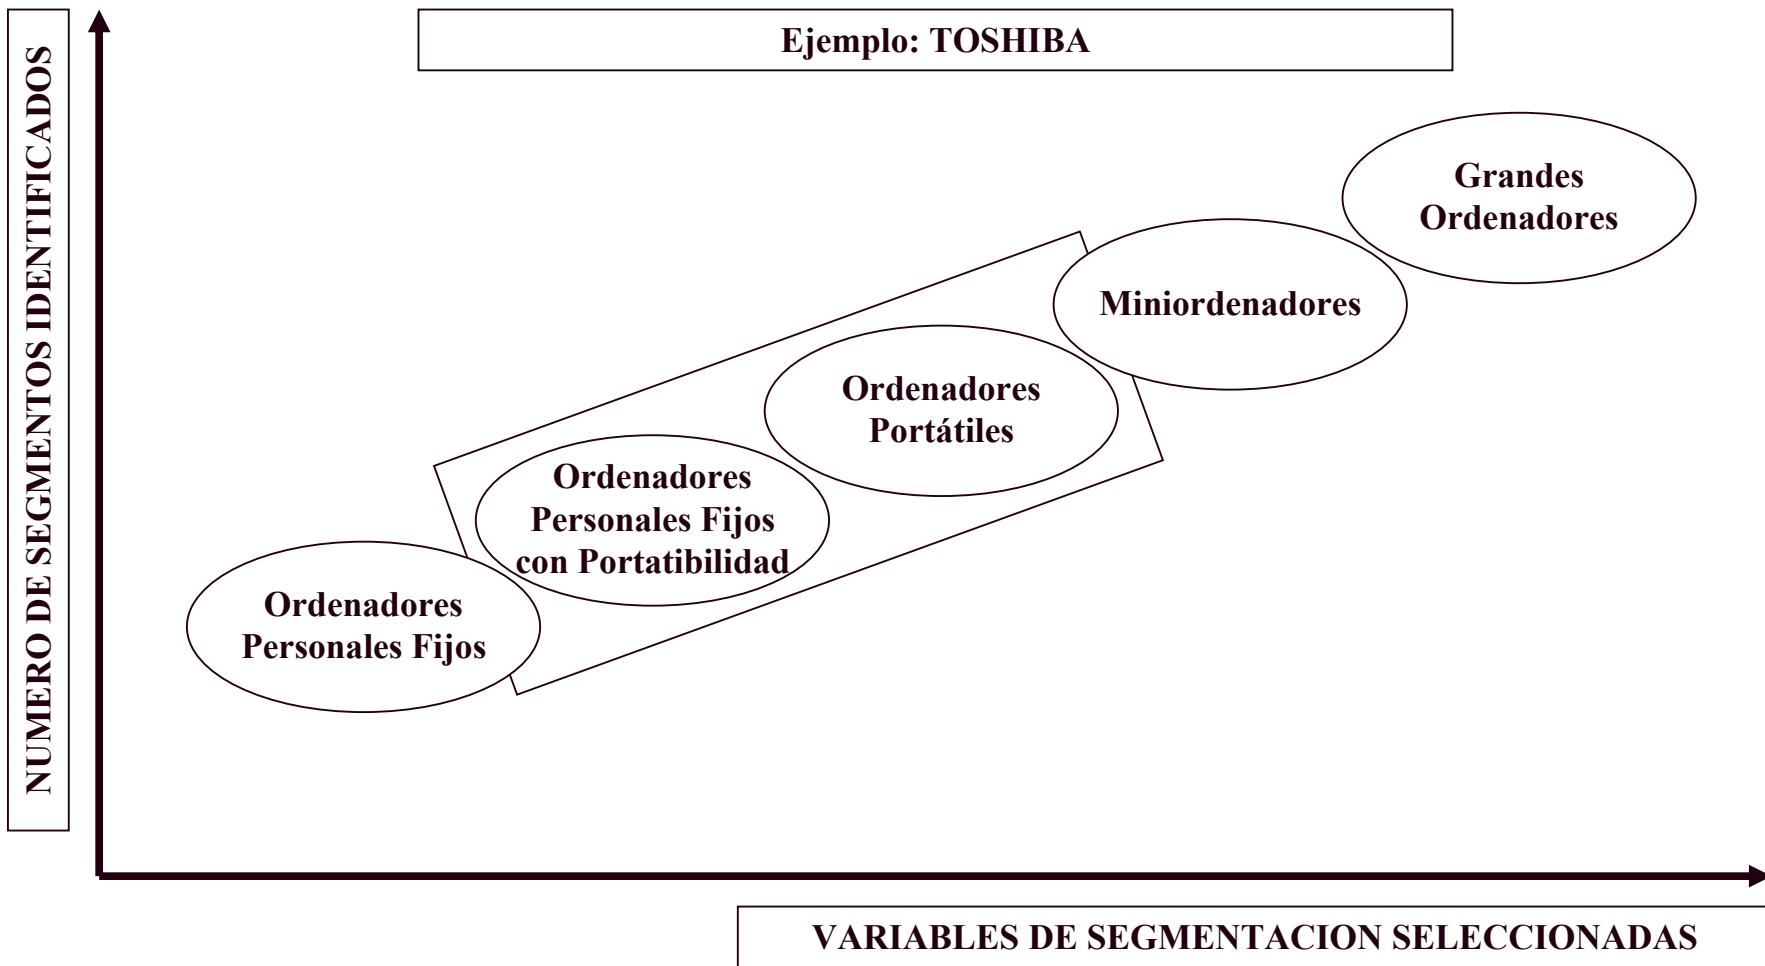 Ejemplo: TOSHIBA
NUMERO DE SEGMENTOS IDENTIFICADOS
Grandes
Ordenadores
Miniordenadores
Ordenadores
Portátiles
Ordenadores
Personales Fijos
con Portatibilidad
Ordenadores
Personales Fijos
VARIABLES DE SEGMENTACION SELECCIONADAS